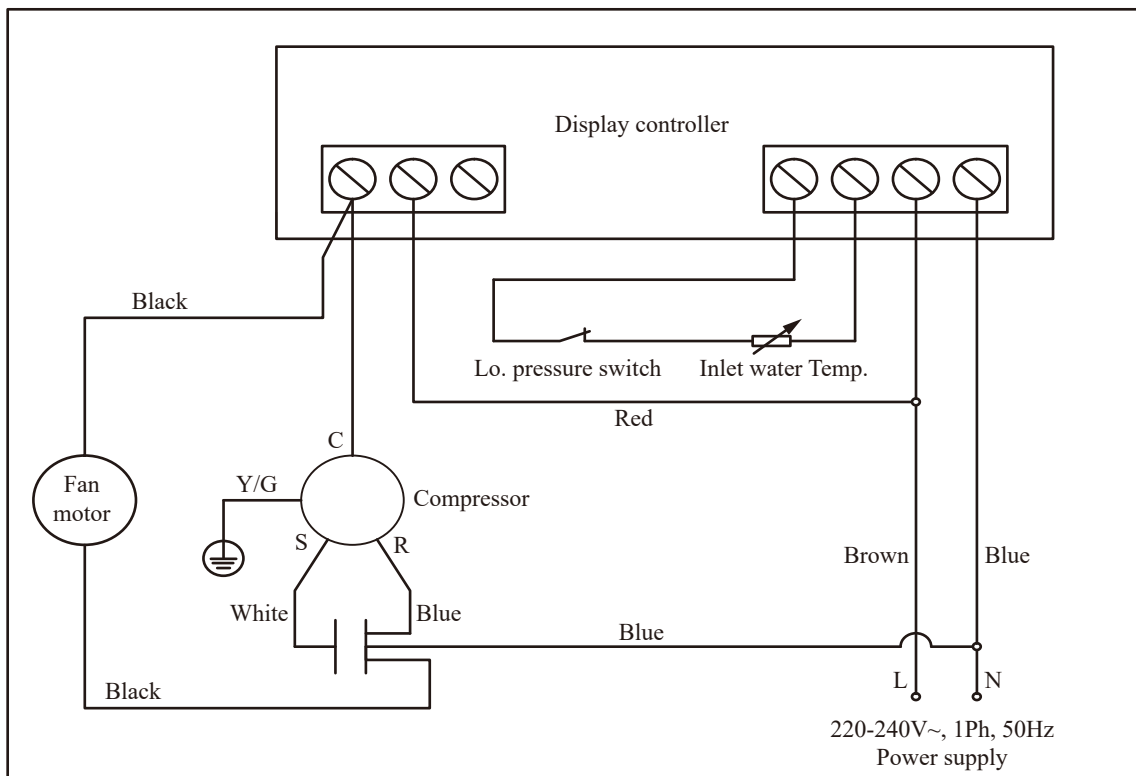 Display controller
Black
Lo. pressure switch
Inlet water Temp.
Red
C
Fan
motor
Y/G
Compressor
S
R
Brown
Blue
White
Blue
Blue
Black
L
N
220-240V~, 1Ph, 50Hz
Power supply